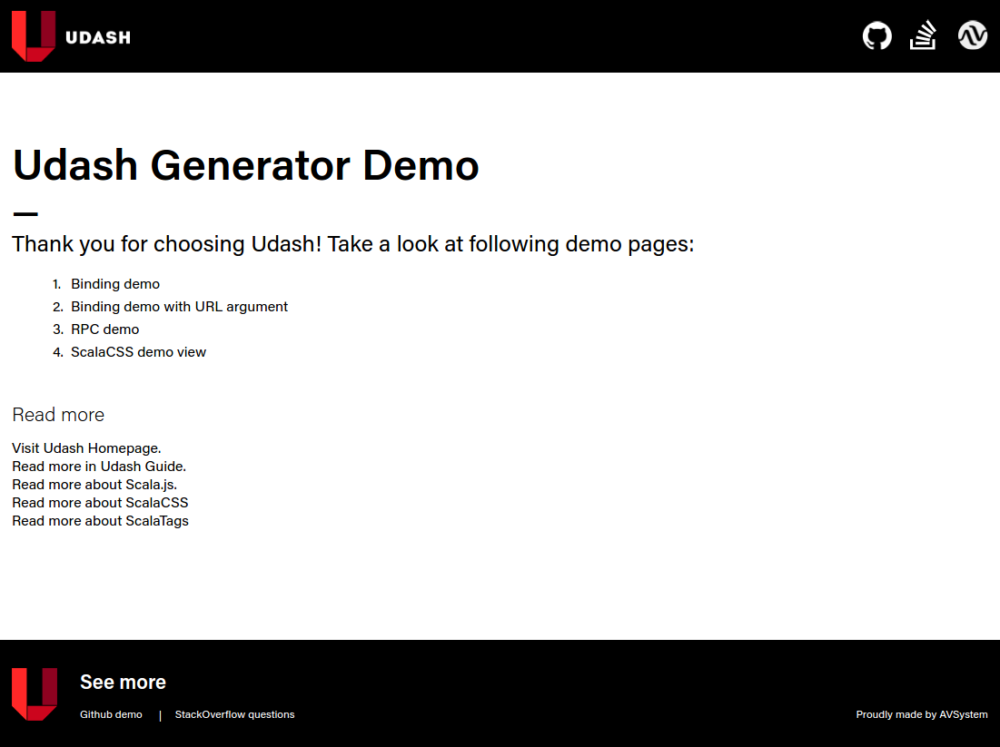 UDASH
Udash Generator Demo
Thank you for choosing Udash! Take a look at following demo pages:
1. Binding demo
2. Binding demo with URL argument
3. RPC demo
4. ScalaCSS demo view
Read more
Visit Udash Homepage.
Read more in Udash Guide.
Read more about Scala.js.
Read more about ScalaCSS
Read more about ScalaTags
See more
Github demo | StackOverflow questions
Proudly made by AVSystem